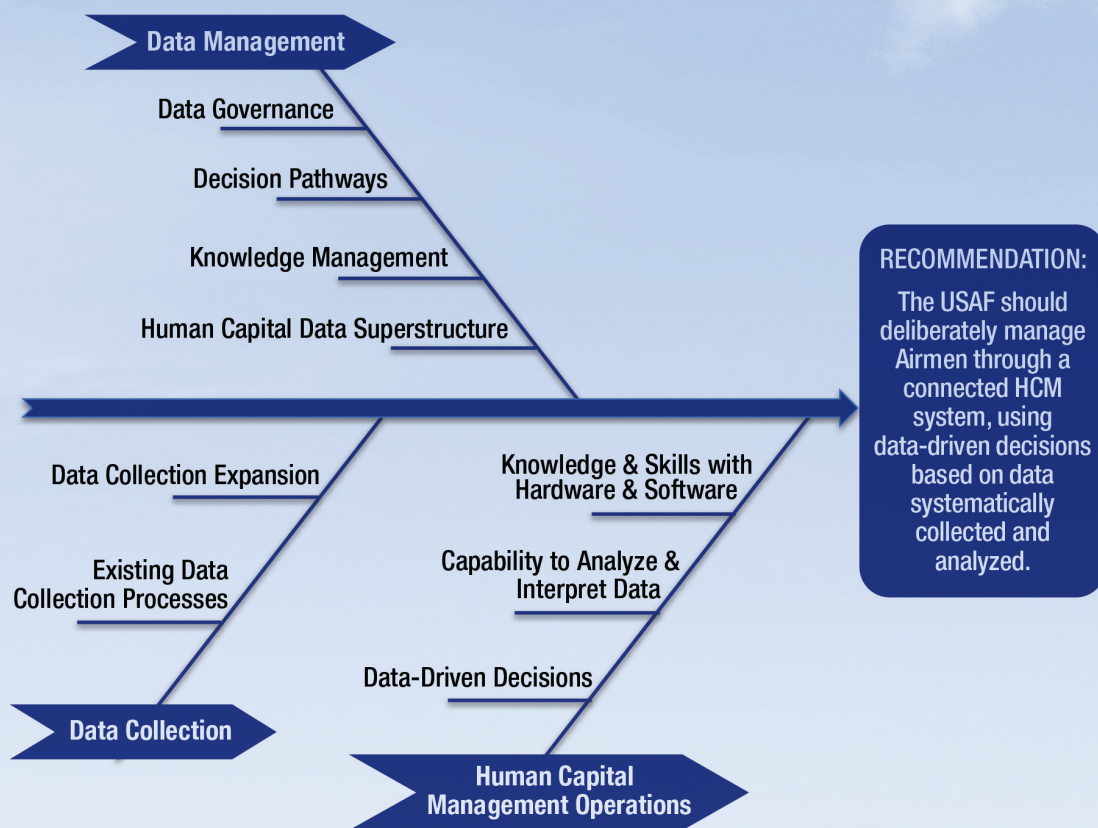 Data Management
Data Governance
Decision Pathways
Knowledge Management
Human Capital Data Superstructure
RECOMMENDATION:
The USAF should
deliberately manage
Airmen through a
connected HCM
system, using
data-driven decisions
based on data
systematically
collected and
analyzed.
Data Collection Expansion
Existing Data
Collection Processes
Data Collection
Knowledge & Skills with
Hardware & Software
Capability to Analyze &
Interpret Data
Data-Driven Decisions
Human Capital
Management Operations